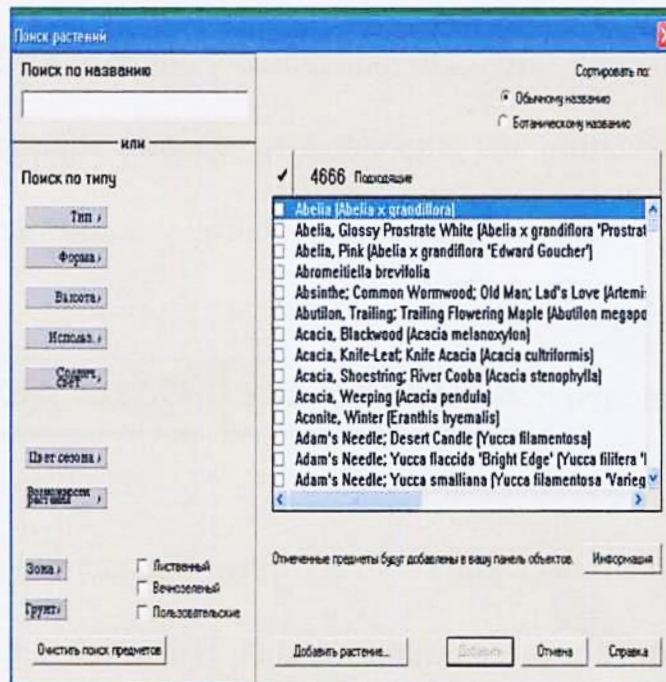 Поиск растений
Поиск по названию
или
Поиск по типу
Тип
Форма
Высота
Использ.
Солнеч. свет
Цвет сезона
растения
Зона
Грунт
Лиственный
Вечнозеленый
Пользовательские
Очистить поиск предметов
Сортировать по:
Обычному названию
Ботаническому названию
✓ 4666 Подходящие
Abelia (Abelia x grandiflora)
Abelia, Glossy Prostrate White (Abelia x grandiflora 'Prostrat
Abelia, Pink (Abelia x grandiflora 'Edward Goucher')
Abromeitiella brevifolia
Absinthe; Common Wormwood; Old Man; Lad's Love (Artemis
Abutilon, Trailing; Trailing Flowering Maple (Abutilon megapo
Acacia, Blackwood (Acacia melanoxylon)
Acacia, Knife-Leaf; Knife Acacia (Acacia cultriformis)
Acacia, Shoestring; River Cooba (Acacia stenophylla)
Acacia, Weeping (Acacia pendula)
Aconite, Winter (Eranthis hyemalis)
Adam's Needle; Desert Candle (Yucca filamentosa)
Adam's Needle; Yucca flaccida 'Bright Edge' (Yucca filifera 'I
Adam's Needle; Yucca smalliana (Yucca filamentosa 'Varieg
Отмеченные предметы будут добавлены в вашу панель объектов.
Информация
Добавить растение...
Добавить
Отмена
Справка